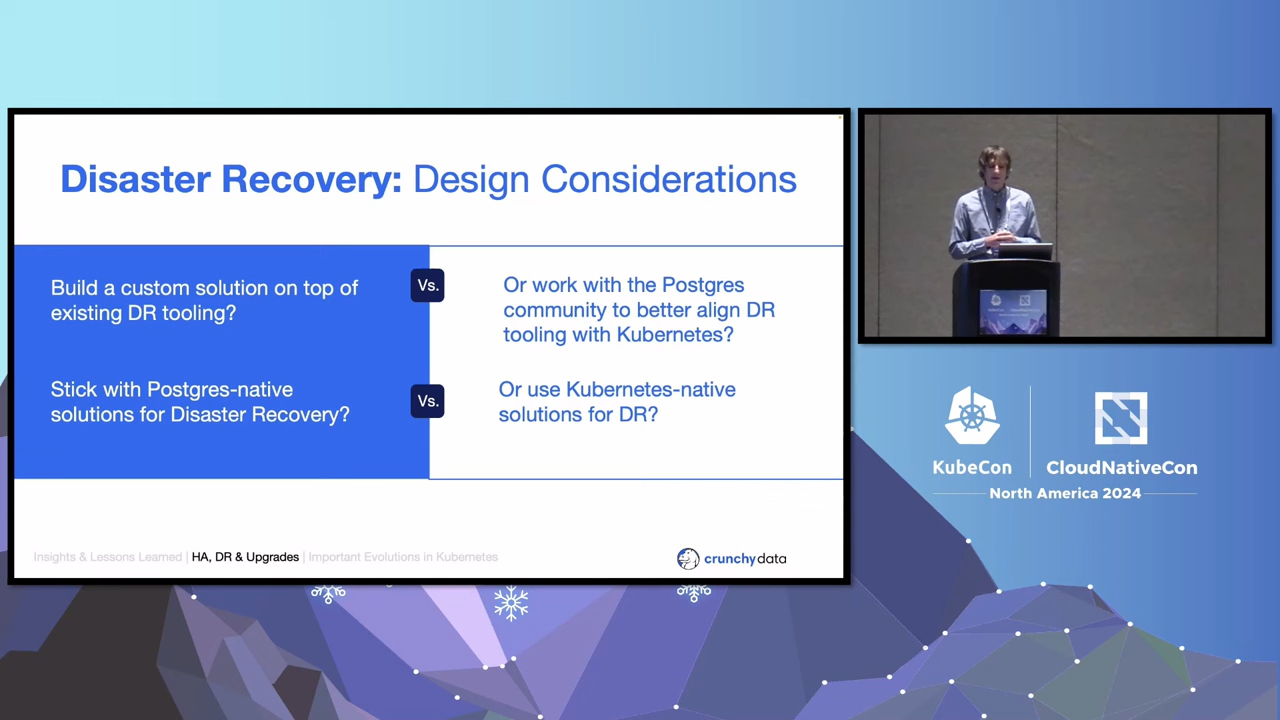 Disaster Recovery: Design Considerations
Build a custom solution on top of
existing DR tooling?
Vs.
Or work with the Postgres
community to better align DR
tooling with Kubernetes?
Stick with Postgres-native
solutions for Disaster Recovery?
Vs.
Or use Kubernetes-native
solutions for DR?
Insights & Lessons Learned | HA, DR & Upgrades | Important Evolutions in Kubernetes
crunchydata
KubeCon
CloudNativeCon
North America 2024